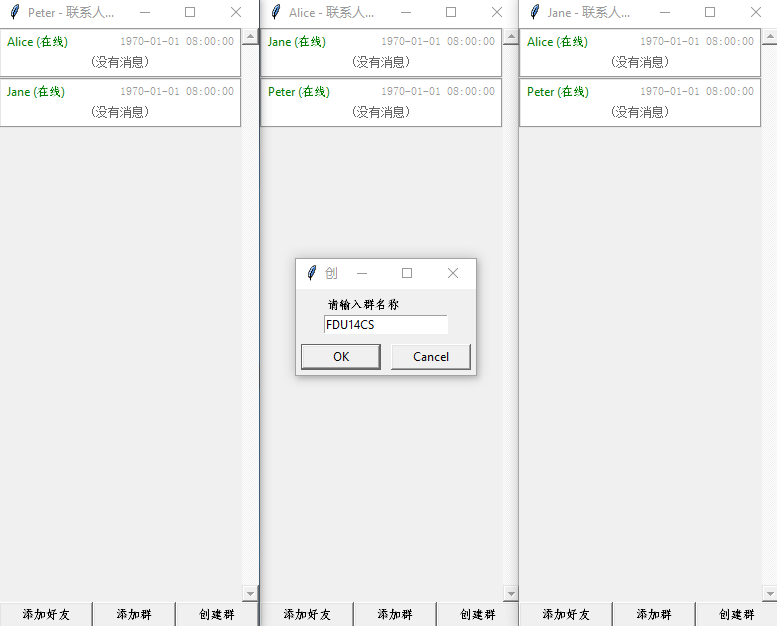 Peter - 联系人...
Alice (在线) 1970-01-01 08:00:00
（没有消息）
Jane (在线) 1970-01-01 08:00:00
（没有消息）
添加好友 添加群 创建群
Alice - 联系人...
Jane (在线) 1970-01-01 08:00:00
（没有消息）
Peter (在线) 1970-01-01 08:00:00
（没有消息）
添加好友 添加群 创建群
Jane - 联系人...
Alice (在线) 1970-01-01 08:00:00
（没有消息）
Peter (在线) 1970-01-01 08:00:00
（没有消息）
添加好友 添加群 创建群
创
请输入群名称
FDU14CS
OK Cancel